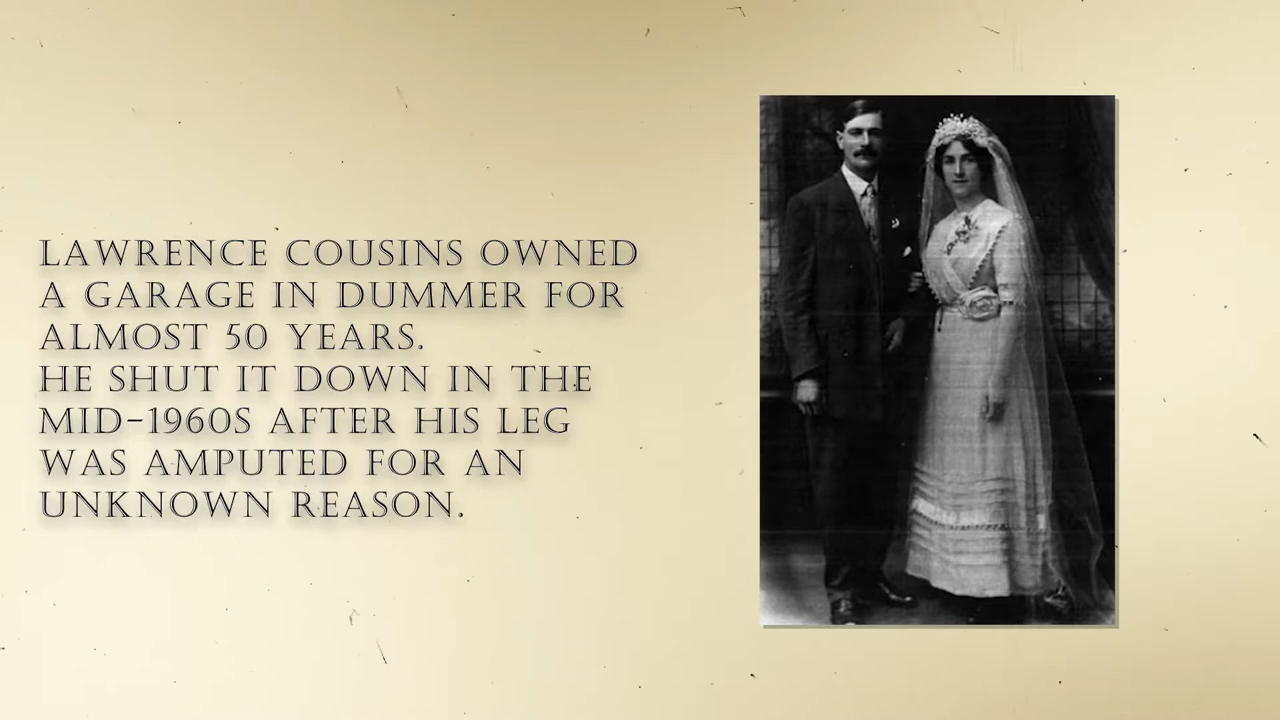 LAWRENCE COUSINS OWNED
A GARAGE IN DUMMER FOR
ALMOST 50 YEARS.
HE SHUT IT DOWN IN THE
MID-1960S AFTER HIS LEG
WAS AMPUTED FOR AN
UNKNOWN REASON.